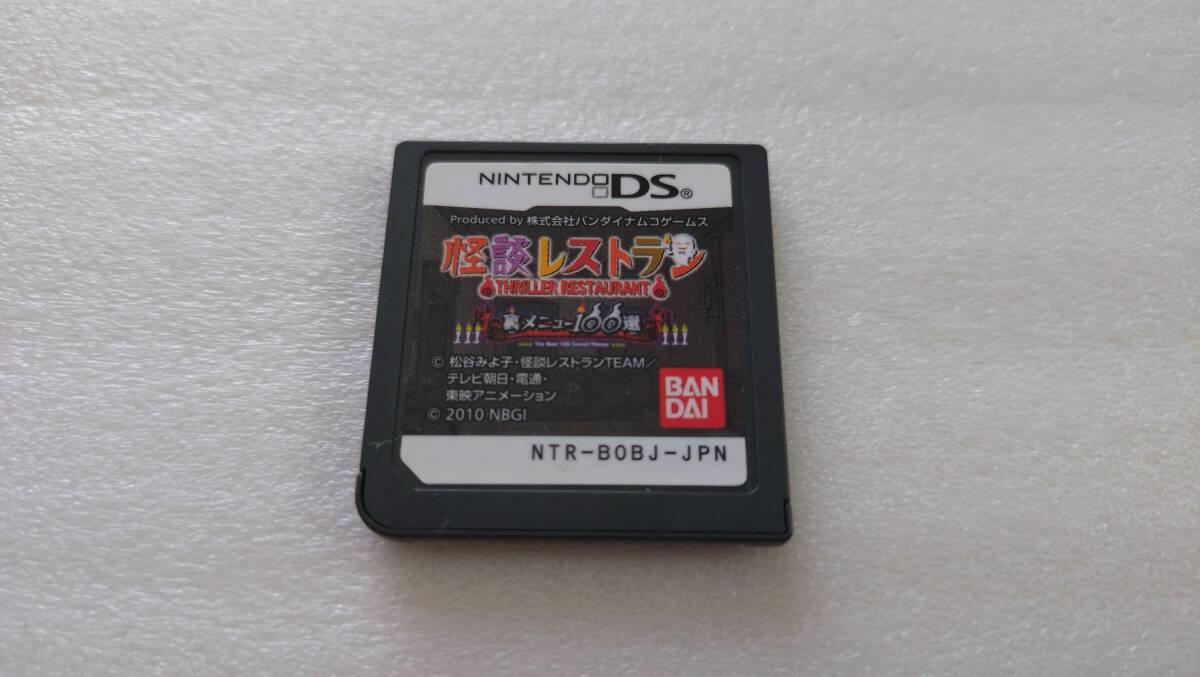 NINTENDO DS®
Produced by 株式会社バンダイナムコゲームス
怪談レストラン
THRILLER RESTAURANT
裏メニュー100選
© 松谷みよ子・怪談レストランTEAM／
テレビ朝日・電通・
東映アニメーション
© 2010 NBGI
BAN
DAI
NTR-BOBJ-JPN